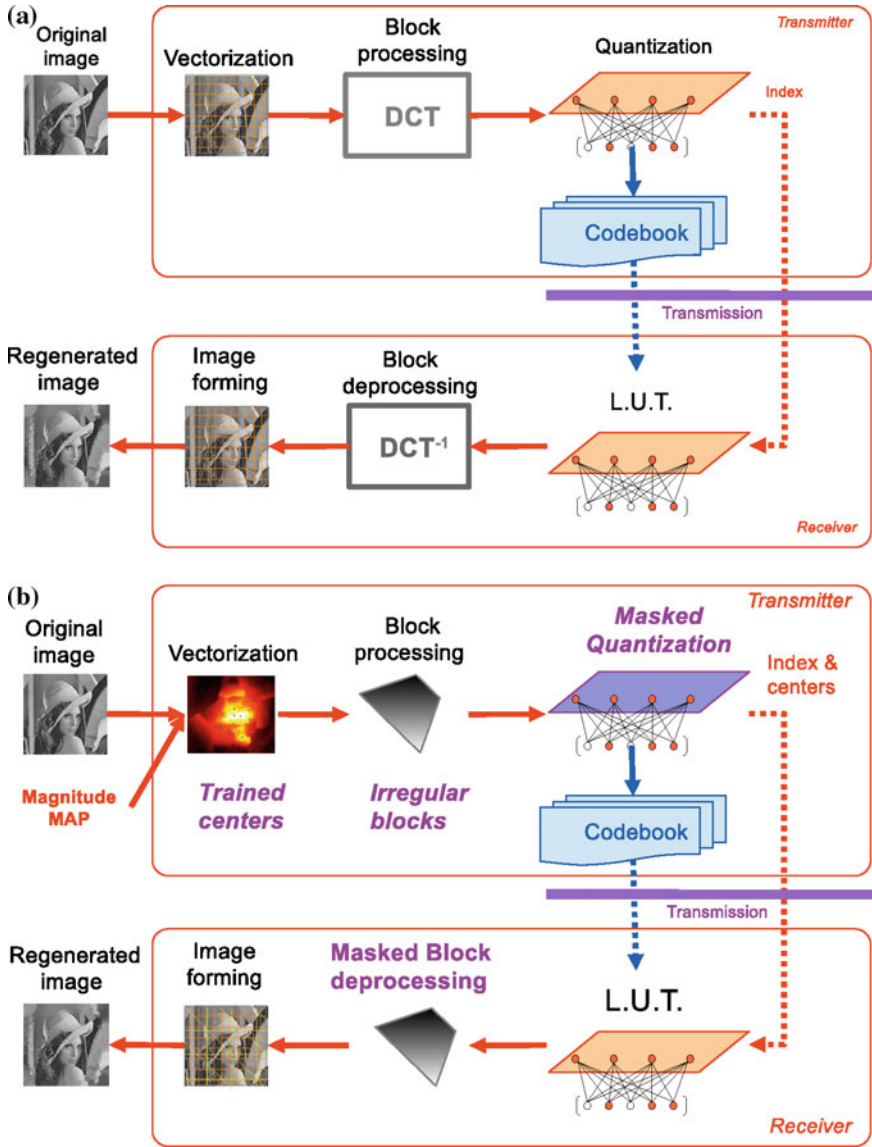 (a)
Original
image
Vectorization
Block
processing
Quantization
Transmitter
DCT
Index
Codebook
Transmission
Regenerated
image
Image
forming
Block
deprocessing
L.U.T.
DCT-1
Receiver
(b)
Original
image
Vectorization
Block
processing
Masked
Quantization
Transmitter
Index &
centers
Magnitude
MAP
Trained
centers
Irregular
blocks
Codebook
Transmission
Regenerated
image
Image
forming
Masked Block
deprocessing
L.U.T.
Receiver